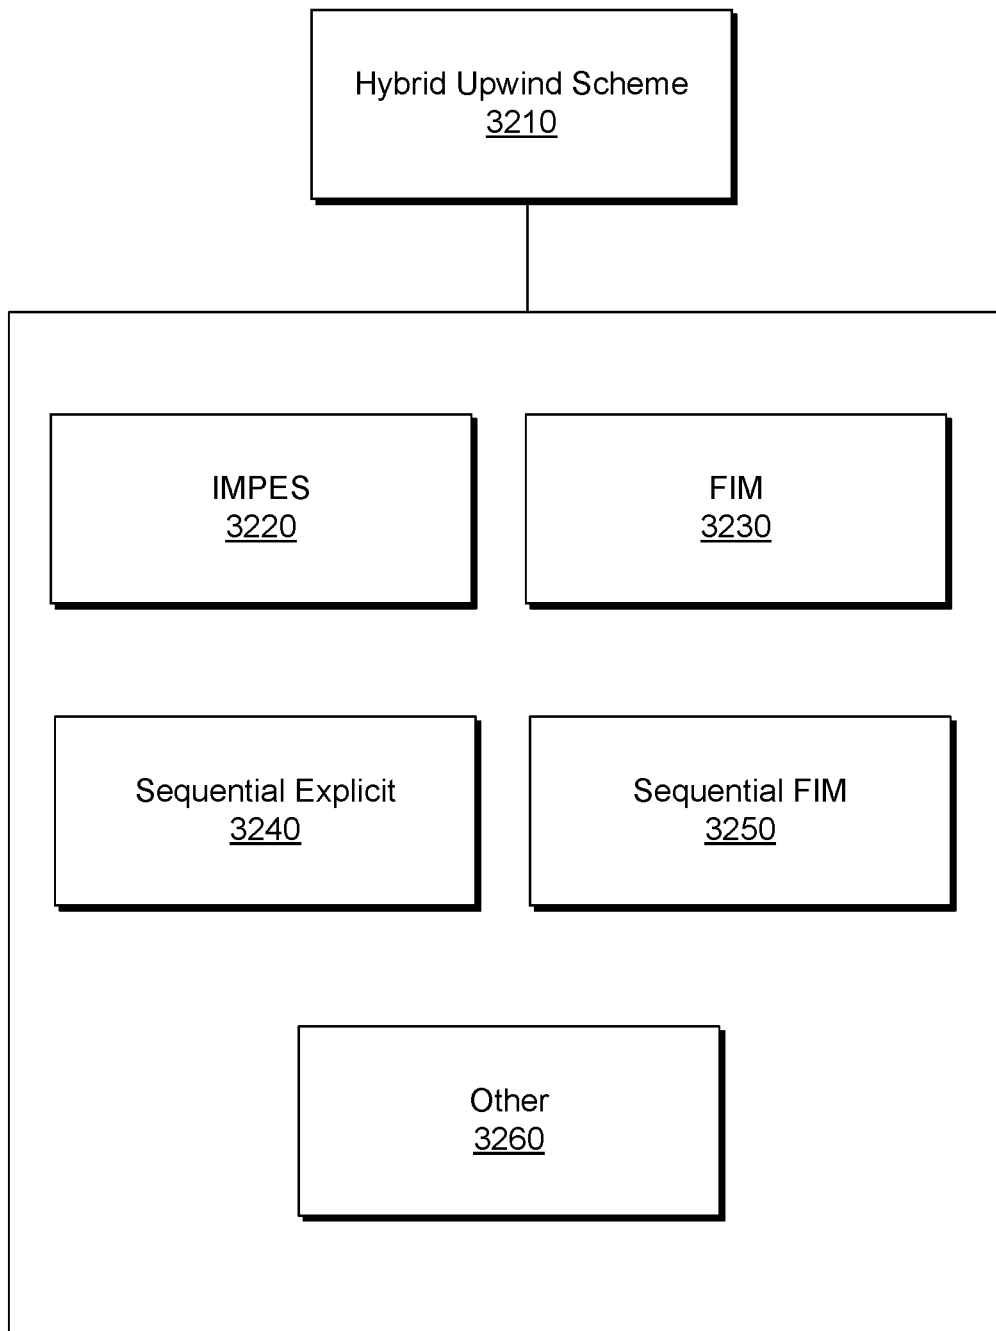 Hybrid Upwind Scheme
3210
IMPES
3220
FIM
3230
Sequential Explicit
3240
Sequential FIM
3250
Other
3260